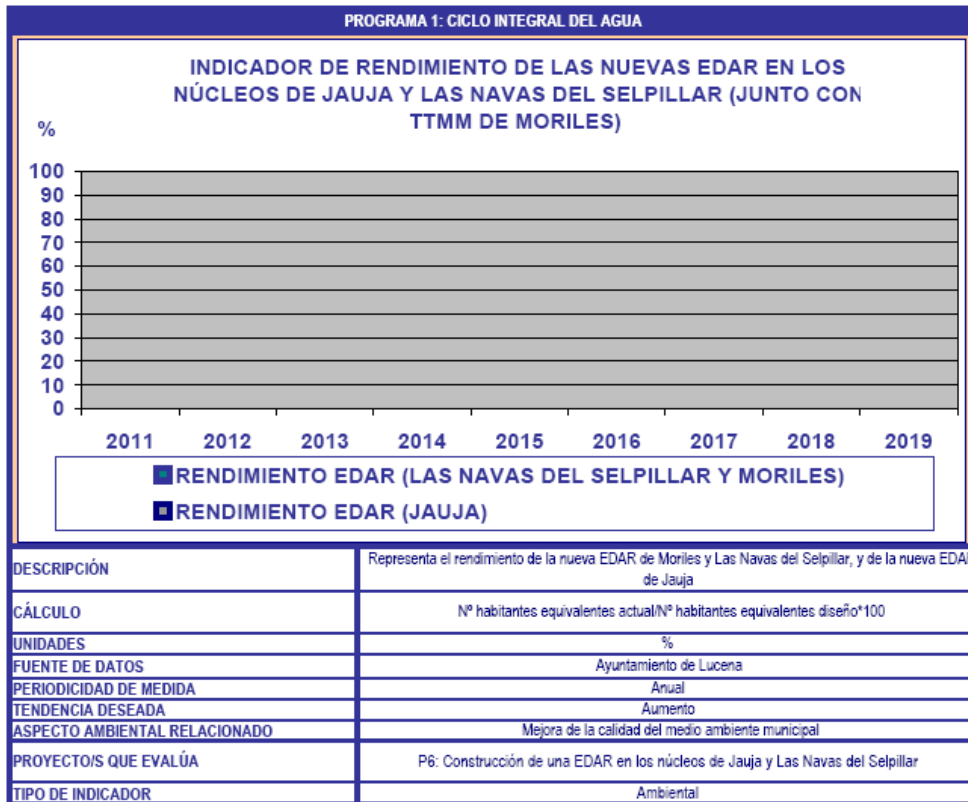 PROGRAMA 1: CICLO INTEGRAL DEL AGUA
INDICADOR DE RENDIMIENTO DE LAS NUEVAS EDAR EN LOS
NÚCLEOS DE JAUJA Y LAS NAVAS DEL SELPILLAR (JUNTO CON
TTMM DE MORILES)
%
100
90
80
70
60
50
40
30
20
10
0
2011 2012 2013 2014 2015 2016 2017 2018 2019
RENDIMIENTO EDAR (LAS NAVAS DEL SELPILLAR Y MORILES)
RENDIMIENTO EDAR (JAUJA)
DESCRIPCIÓN
Representa el rendimiento de la nueva EDAR de Moriles y Las Navas del Selpillar, y de la nueva EDAR
de Jauja
CÁLCULO
Nº habitantes equivalentes actual/Nº habitantes equivalentes diseño*100
UNIDADES
%
FUENTE DE DATOS
Ayuntamiento de Lucena
PERIODICIDAD DE MEDIDA
Anual
TENDENCIA DESEADA
Aumento
ASPECTO AMBIENTAL RELACIONADO
Mejora de la calidad del medio ambiente municipal
PROYECTO/S QUE EVALÚA
P6: Construcción de una EDAR en los núcleos de Jauja y Las Navas del Selpillar
TIPO DE INDICADOR
Ambiental